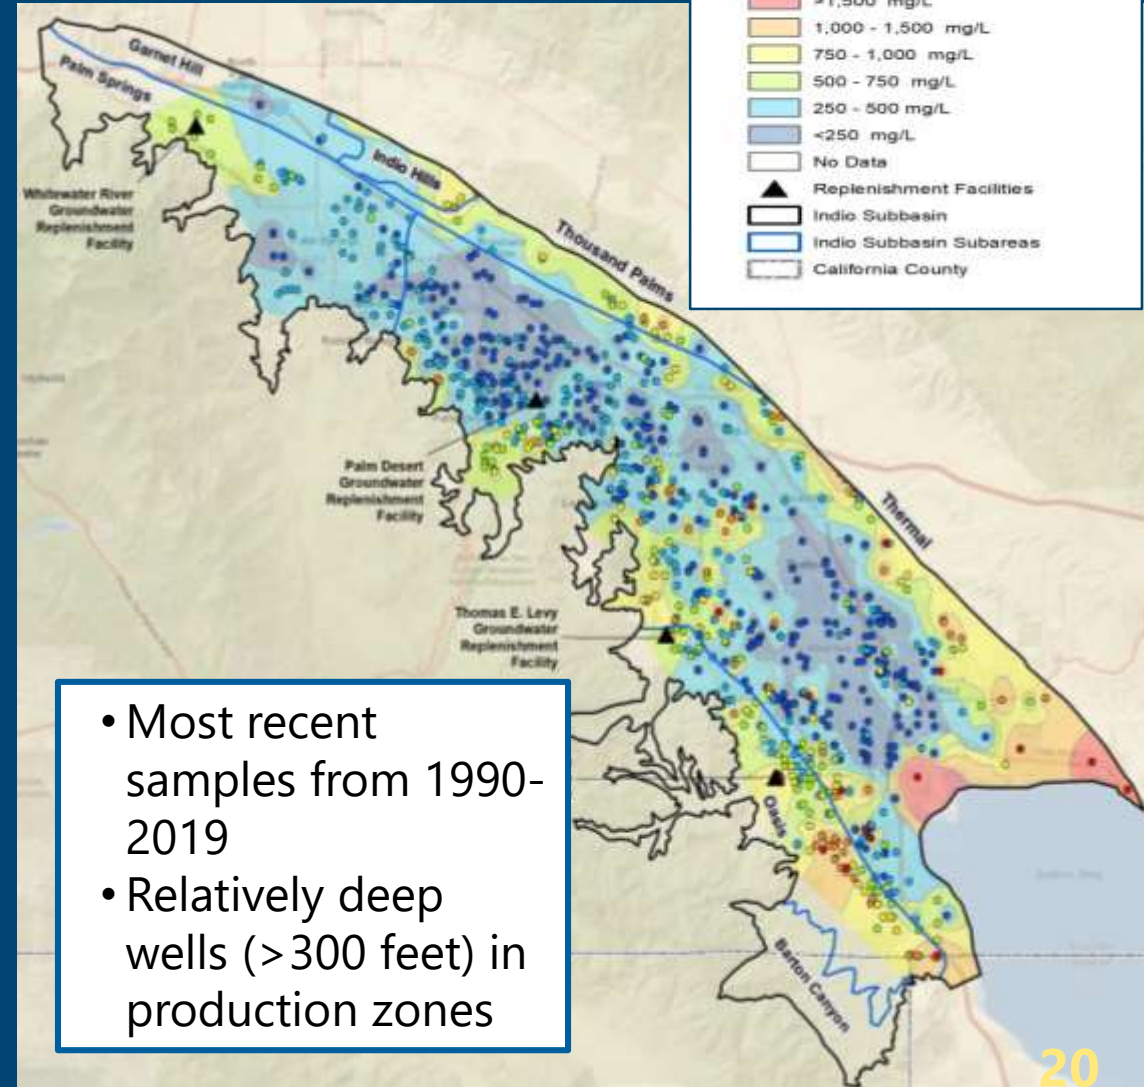 >1,500 mg/L
1,000 - 1,500 mg/L
750 - 1,000 mg/L
500 - 750 mg/L
250 - 500 mg/L
<250 mg/L
No Data
Replenishment Facilities
Indio Subbasin
Indio Subbasin Subareas
California County
Garnet Hill
Palm Springs
Indio Hills
Whitewater River
Groundwater
Replenishment
Facility
Thousand Palms
Palm Desert
Groundwater
Replenishment
Facility
Thermal
Thomas E. Levy
Groundwater
Replenishment
Facility
Oasis
Barton Canyon
• Most recent
samples from 1990-
2019
• Relatively deep
wells (>300 feet) in
production zones
20